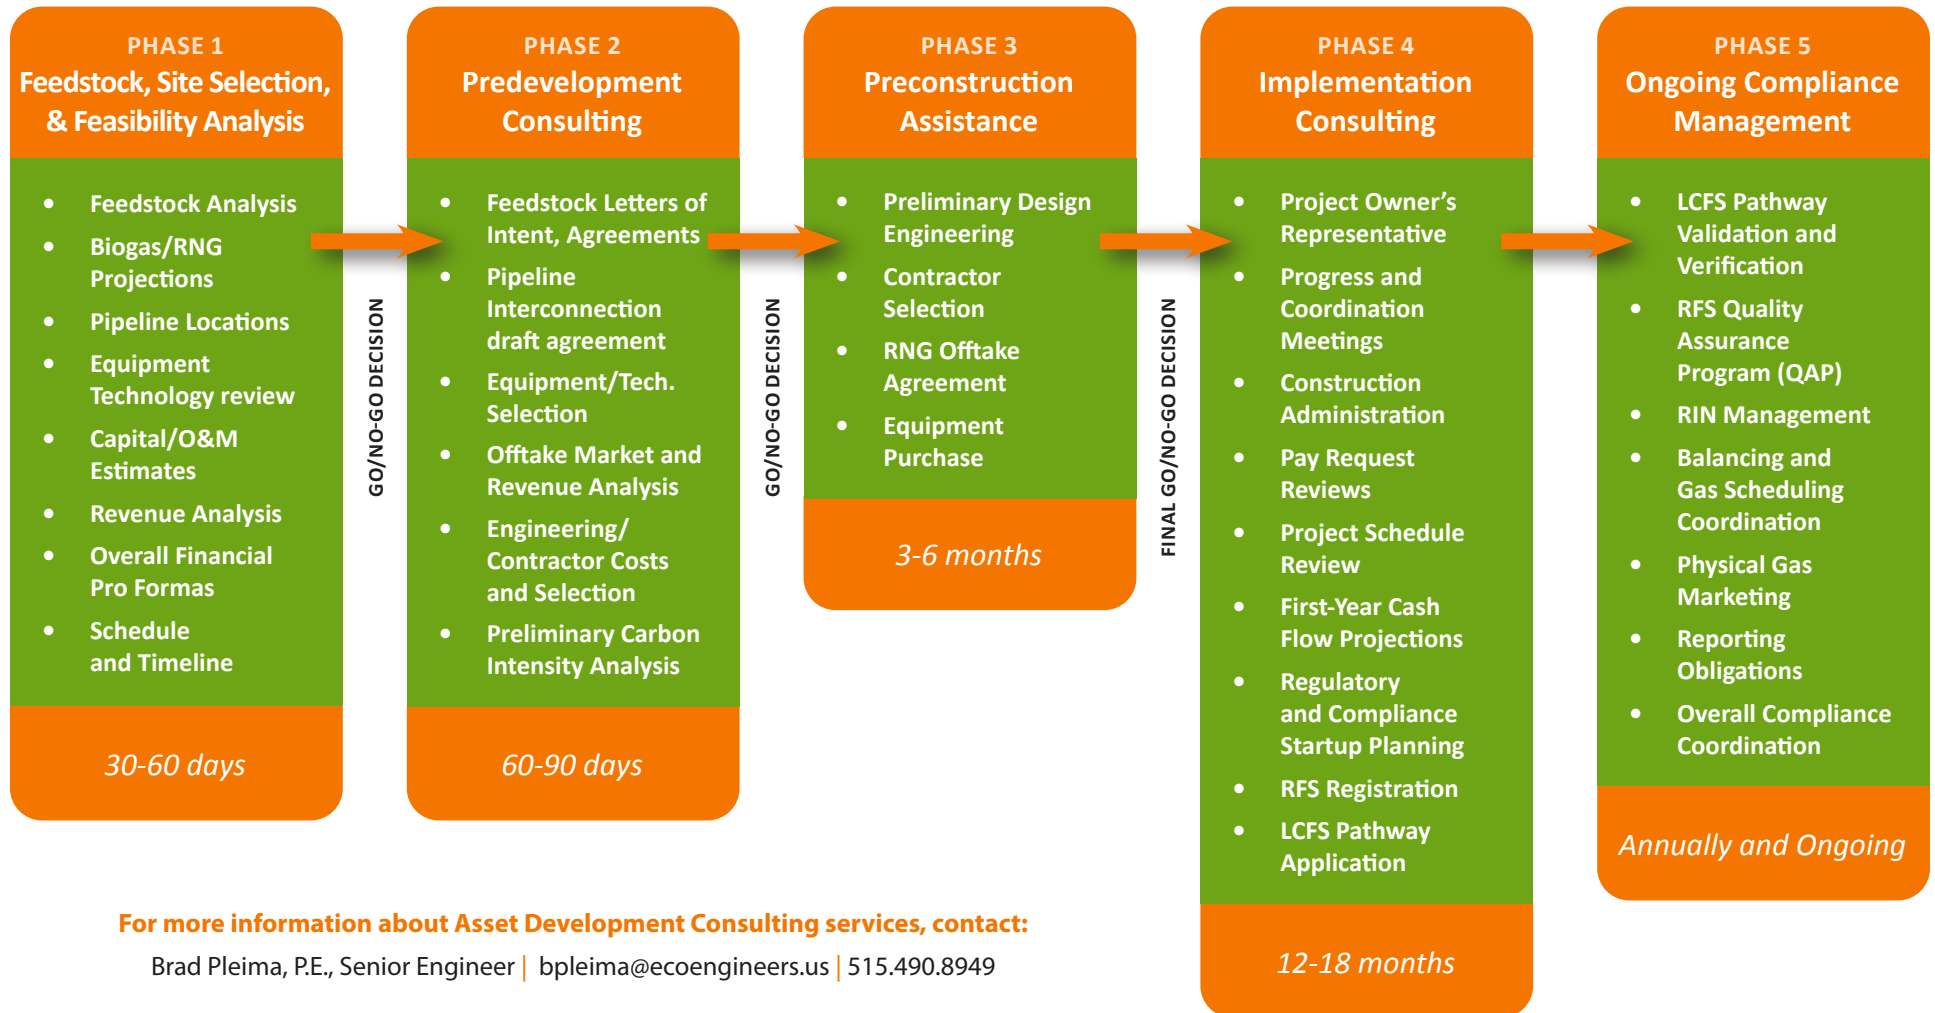 PHASE 1
Feedstock, Site Selection,
& Feasibility Analysis
• Feedstock Analysis
• Biogas/RNG
Projections
• Pipeline Locations
• Equipment
Technology review
• Capital/O&M
Estimates
• Revenue Analysis
• Overall Financial
Pro Formas
• Schedule
and Timeline
30-60 days
GO/NO-GO DECISION
PHASE 2
Predevelopment
Consulting
• Feedstock Letters of
Intent, Agreements
• Pipeline
Interconnection
draft agreement
• Equipment/Tech.
Selection
• Offtake Market and
Revenue Analysis
• Engineering/
Contractor Costs
and Selection
• Preliminary Carbon
Intensity Analysis
60-90 days
GO/NO-GO DECISION
PHASE 3
Preconstruction
Assistance
• Preliminary Design
Engineering
• Contractor
Selection
• RNG Offtake
Agreement
• Equipment
Purchase
3-6 months
FINAL GO/NO-GO DECISION
PHASE 4
Implementation
Consulting
• Project Owner’s
Representative
• Progress and
Coordination
Meetings
• Construction
Administration
• Pay Request
Reviews
• Project Schedule
Review
• First-Year Cash
Flow Projections
• Regulatory
and Compliance
Startup Planning
• RFS Registration
• LCFS Pathway
Application
12-18 months
PHASE 5
Ongoing Compliance
Management
• LCFS Pathway
Validation and
Verification
• RFS Quality
Assurance
Program (QAP)
• RIN Management
• Balancing and
Gas Scheduling
Coordination
• Physical Gas
Marketing
• Reporting
Obligations
• Overall Compliance
Coordination
Annually and Ongoing
For more information about Asset Development Consulting services, contact:
Brad Pleima, P.E., Senior Engineer | bpleima@ecoengineers.us | 515.490.8949